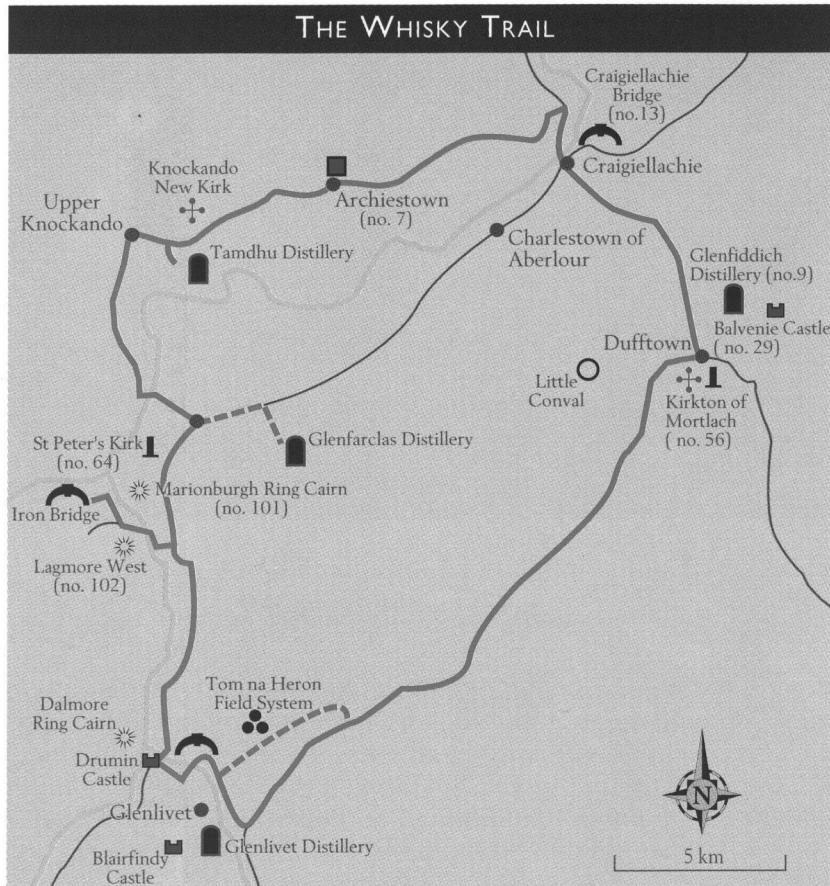 THE WHISKY TRAIL
Craigiellachie
Bridge
(no.13)
Craigiellachie
Knockando
New Kirk
Archiestown
(no. 7)
Upper
Knockando
Tamdhu Distillery
Charlestown of
Aberlour
Glenfiddich
Distillery (no.9)
Balvenie Castle
( no. 29)
Dufftown
Little
Conval
Kirkton of
Mortlach
( no. 56)
St Peter's Kirk
(no. 64)
Glenfarclas Distillery
Marionburgh Ring Cairn
(no. 101)
Iron Bridge
Lagmore West
(no. 102)
Tom na Heron
Field System
Dalmore
Ring Cairn
Drumin
Castle
Glenlivet
Glenlivet Distillery
Blairfindy
Castle
N
5 km